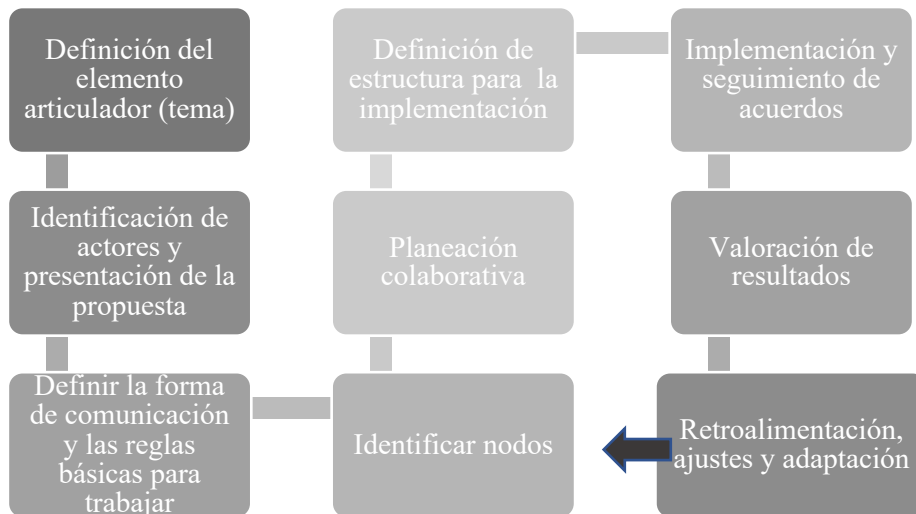 Definición del
elemento
articulador (tema)
Identificación de
actores y
presentación de la
propuesta
Definir la forma
de comunicación
y las reglas
básicas para
trabajar
Identificar nodos
Planeación
colaborativa
Definición de
estructura para la
implementación
Implementación y
seguimiento de
acuerdos
Valoración de
resultados
Retroalimentación,
ajustes y adaptación